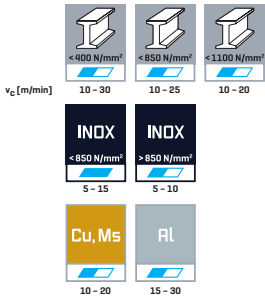 <400 N/mm² <850 N/mm² <1100 N/mm²
vc [m/min] 10 – 30 10 – 25 10 – 20
INOX INOX
<850 N/mm² >850 N/mm²
5 – 15 5 – 10
Cu, Ms Al
10 – 20 15 – 30